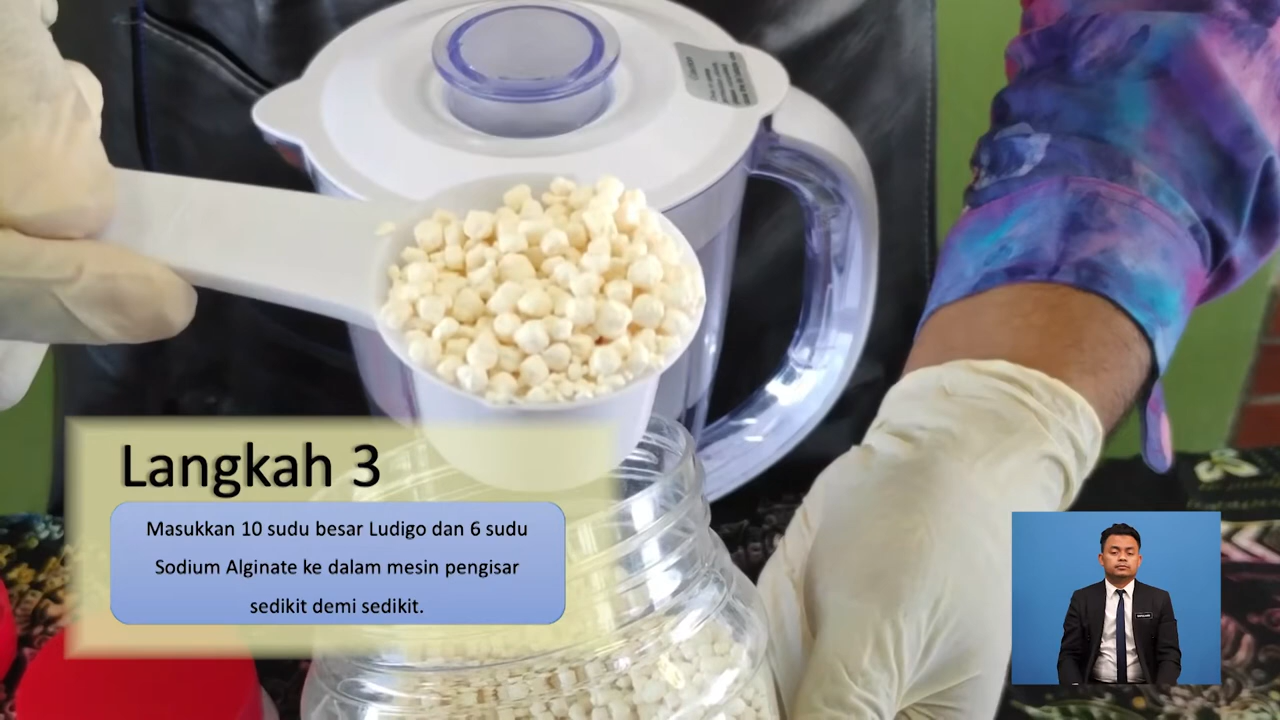 Langkah 3
Masukkan 10 sudu besar Ludigo dan 6 sudu
Sodium Alginate ke dalam mesin pengisar
sedikit demi sedikit.